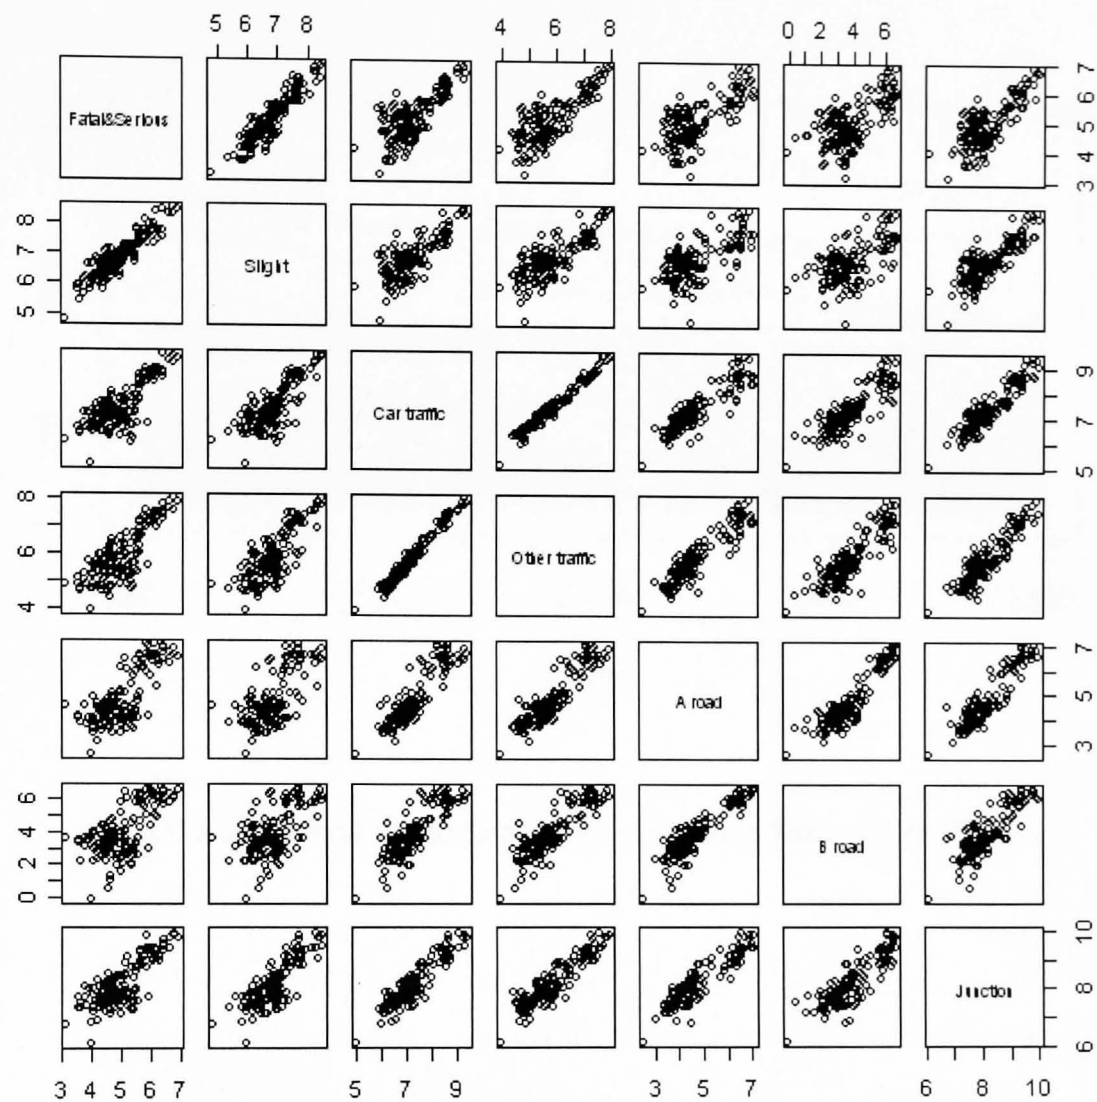 5 6 7 8 4 6 8 0 2 4 6
Fatal&Serious
3 4 5 6 7
5 6 7 8
Slight
Car traffic
5 7 9
4 6 8
Other traffic
A road
3 5 7
0 2 4 6
B road
Junction
6 8 10
3 4 5 6 7 5 7 9 3 5 7 6 8 10